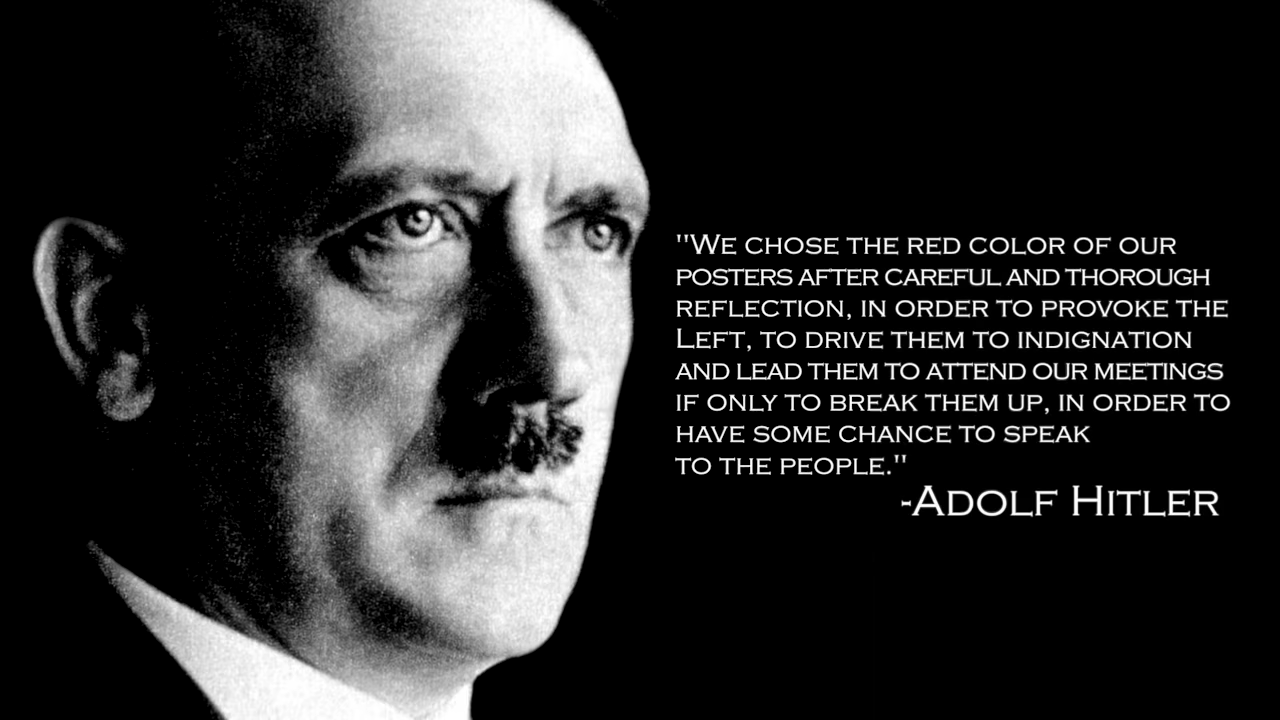 "We chose the red color of our
posters after careful and thorough
reflection, in order to provoke the
Left, to drive them to indignation
and lead them to attend our meetings
if only to break them up, in order to
have some chance to speak
to the people."
-Adolf Hitler